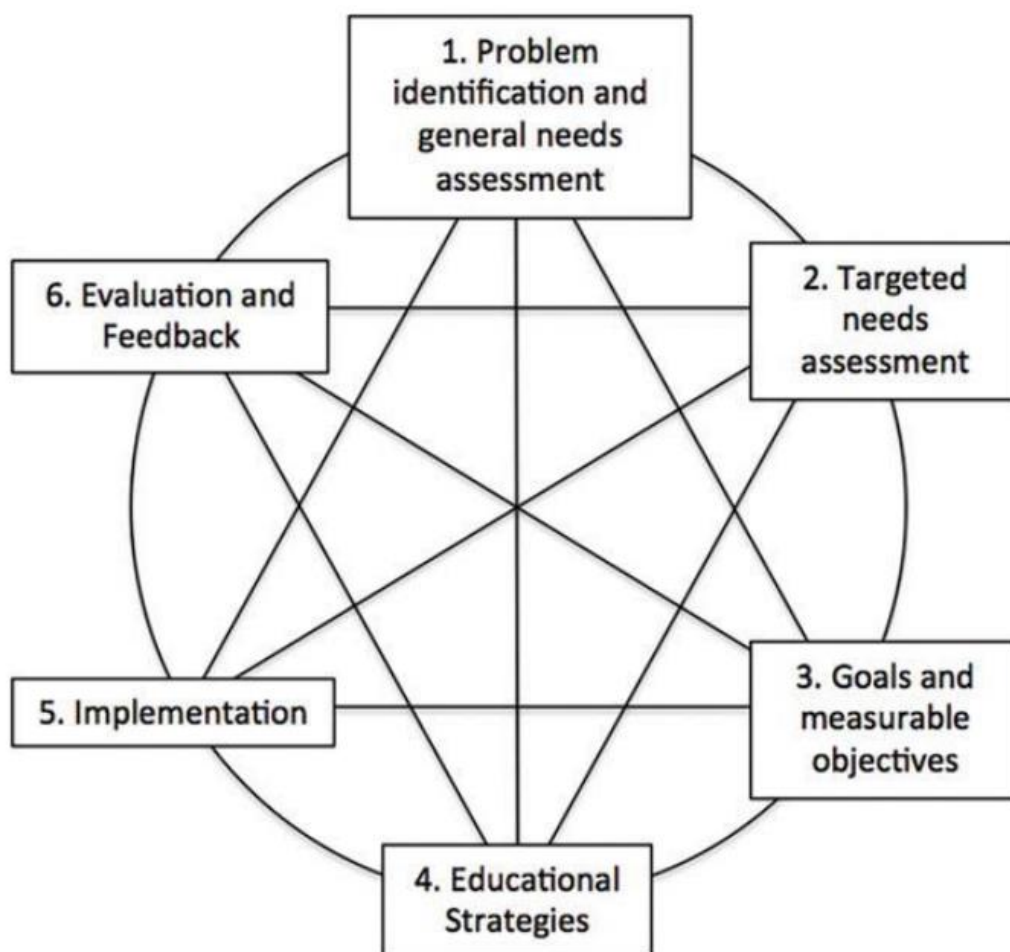 1. Problem
identification and
general needs
assessment
2. Targeted
needs
assessment
3. Goals and
measurable
objectives
4. Educational
Strategies
5. Implementation
6. Evaluation and
Feedback